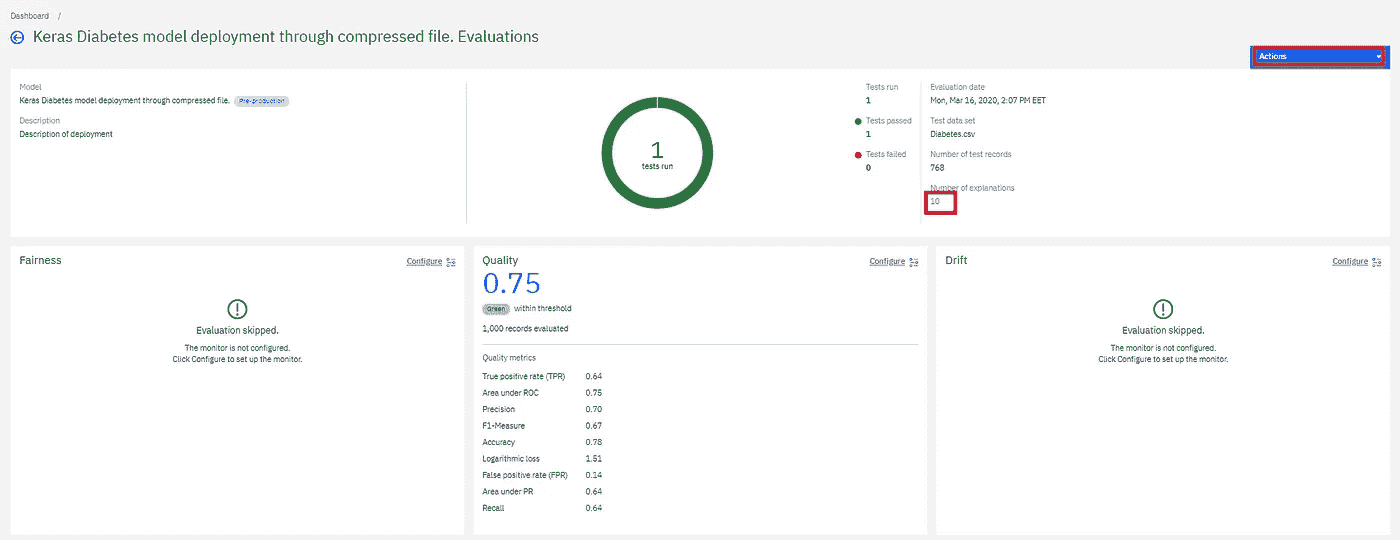 Dashboard /
Keras Diabetes model deployment through compressed file. Evaluations
Actions
Model
Keras Diabetes model deployment through compressed file. Pre-production
Description
Description of deployment
1
tests run
Tests run
1
Tests passed
1
Tests failed
0
Evaluation date
Mon, Mar 16, 2020, 2:07 PM EET
Test data set
Diabetes.csv
Number of test records
768
Number of explanations
10
Fairness
Configure
Evaluation skipped.
The monitor is not configured.
Click Configure to set up the monitor.
Quality
Configure
0.75
Green within threshold
1,000 records evaluated
Quality metrics
True positive rate (TPR) 0.64
Area under ROC 0.75
Precision 0.70
F1-Measure 0.67
Accuracy 0.78
Logarithmic loss 1.51
False positive rate (FPR) 0.14
Area under PR 0.64
Recall 0.64
Drift
Configure
Evaluation skipped.
The monitor is not configured.
Click Configure to set up the monitor.